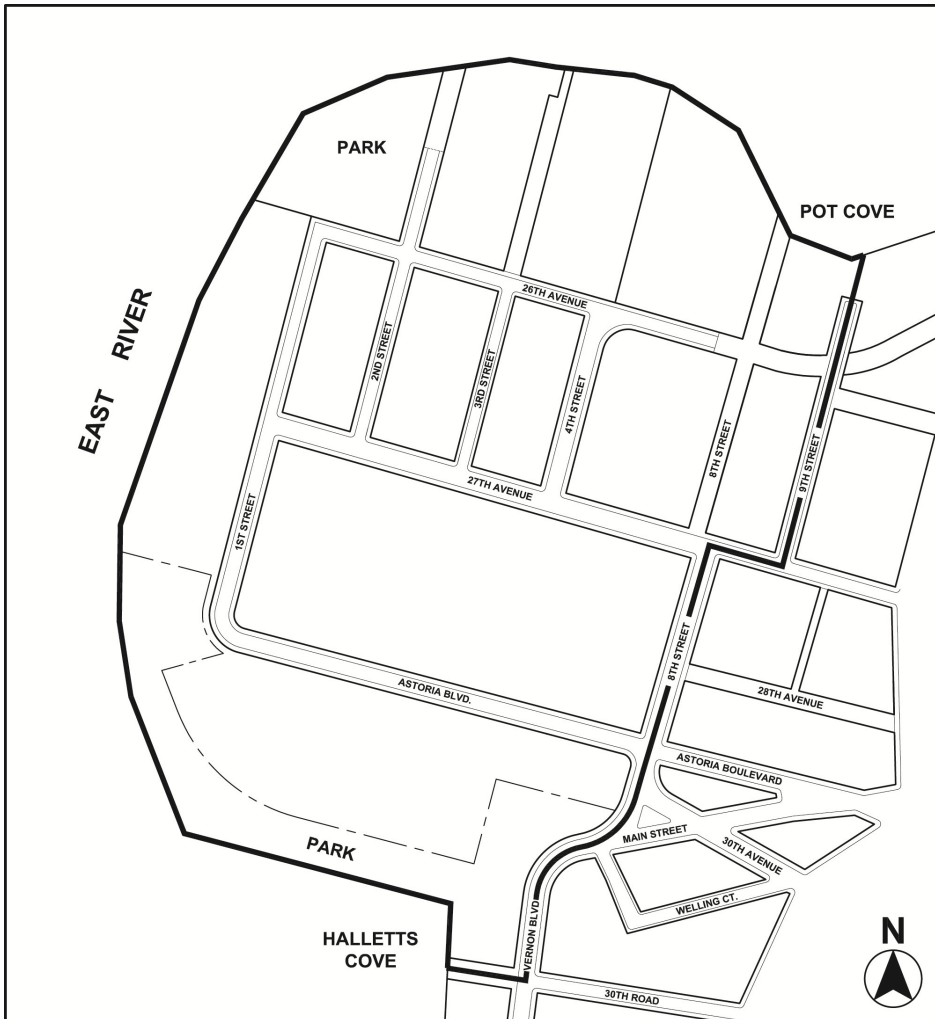 PARK
POT COVE
26TH AVENUE
EAST RIVER
2ND STREET
3RD STREET
4TH STREET
8TH STREET
9TH STREET
27TH AVENUE
1ST STREET
8TH STREET
ASTORIA BLVD.
28TH AVENUE
ASTORIA BOULEVARD
MAIN STREET
30TH AVENUE
PARK
WELLING CT.
VERNON BLVD
HALLETTS
COVE
30TH ROAD
N